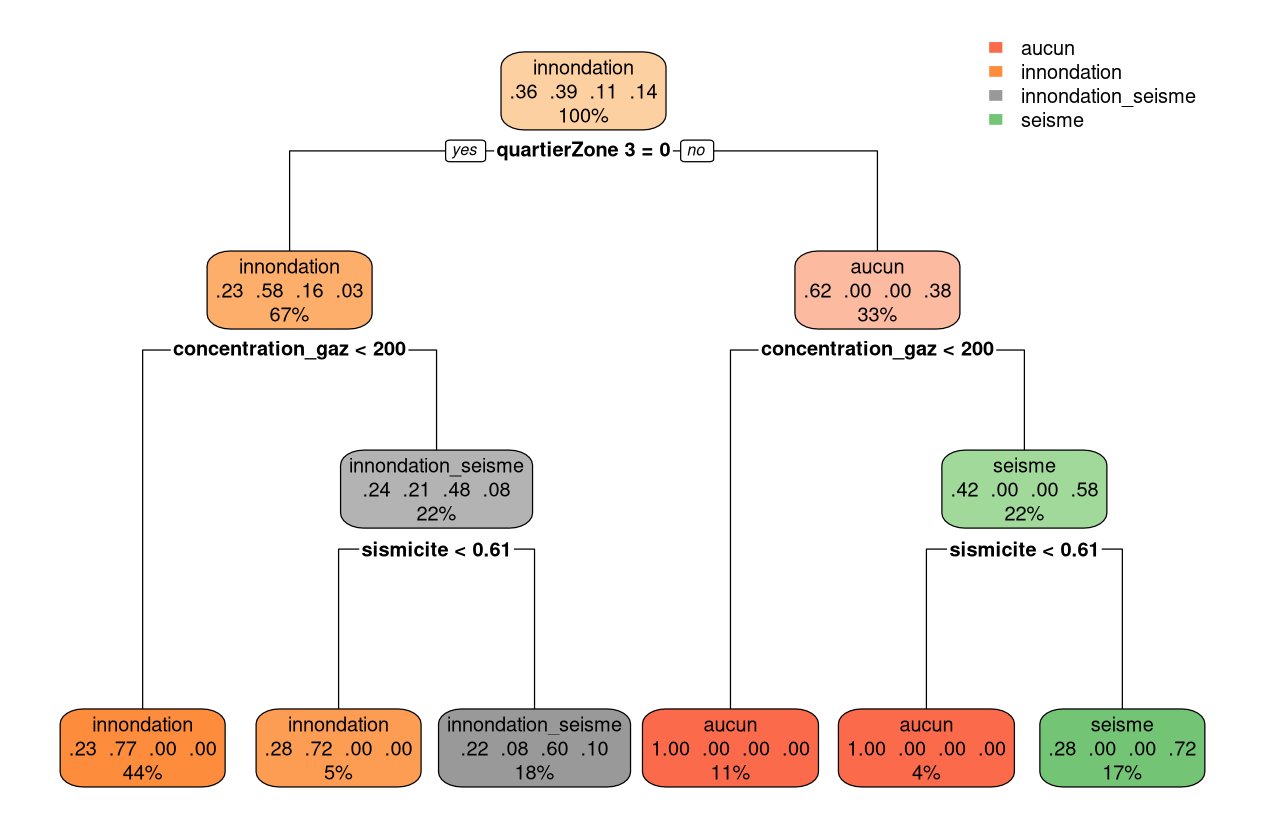 aucun
innondation
innondation_seisme
seisme
innondation
.36 .39 .11 .14
100%
yes quartierZone 3 = 0 no
innondation
.23 .58 .16 .03
67%
aucun
.62 .00 .00 .38
33%
concentration_gaz < 200
concentration_gaz < 200
innondation_seisme
.24 .21 .48 .08
22%
seisme
.42 .00 .00 .58
22%
sismicite < 0.61
sismicite < 0.61
innondation
.23 .77 .00 .00
44%
innondation
.28 .72 .00 .00
5%
innondation_seisme
.22 .08 .60 .10
18%
aucun
1.00 .00 .00 .00
11%
aucun
1.00 .00 .00 .00
4%
seisme
.28 .00 .00 .72
17%